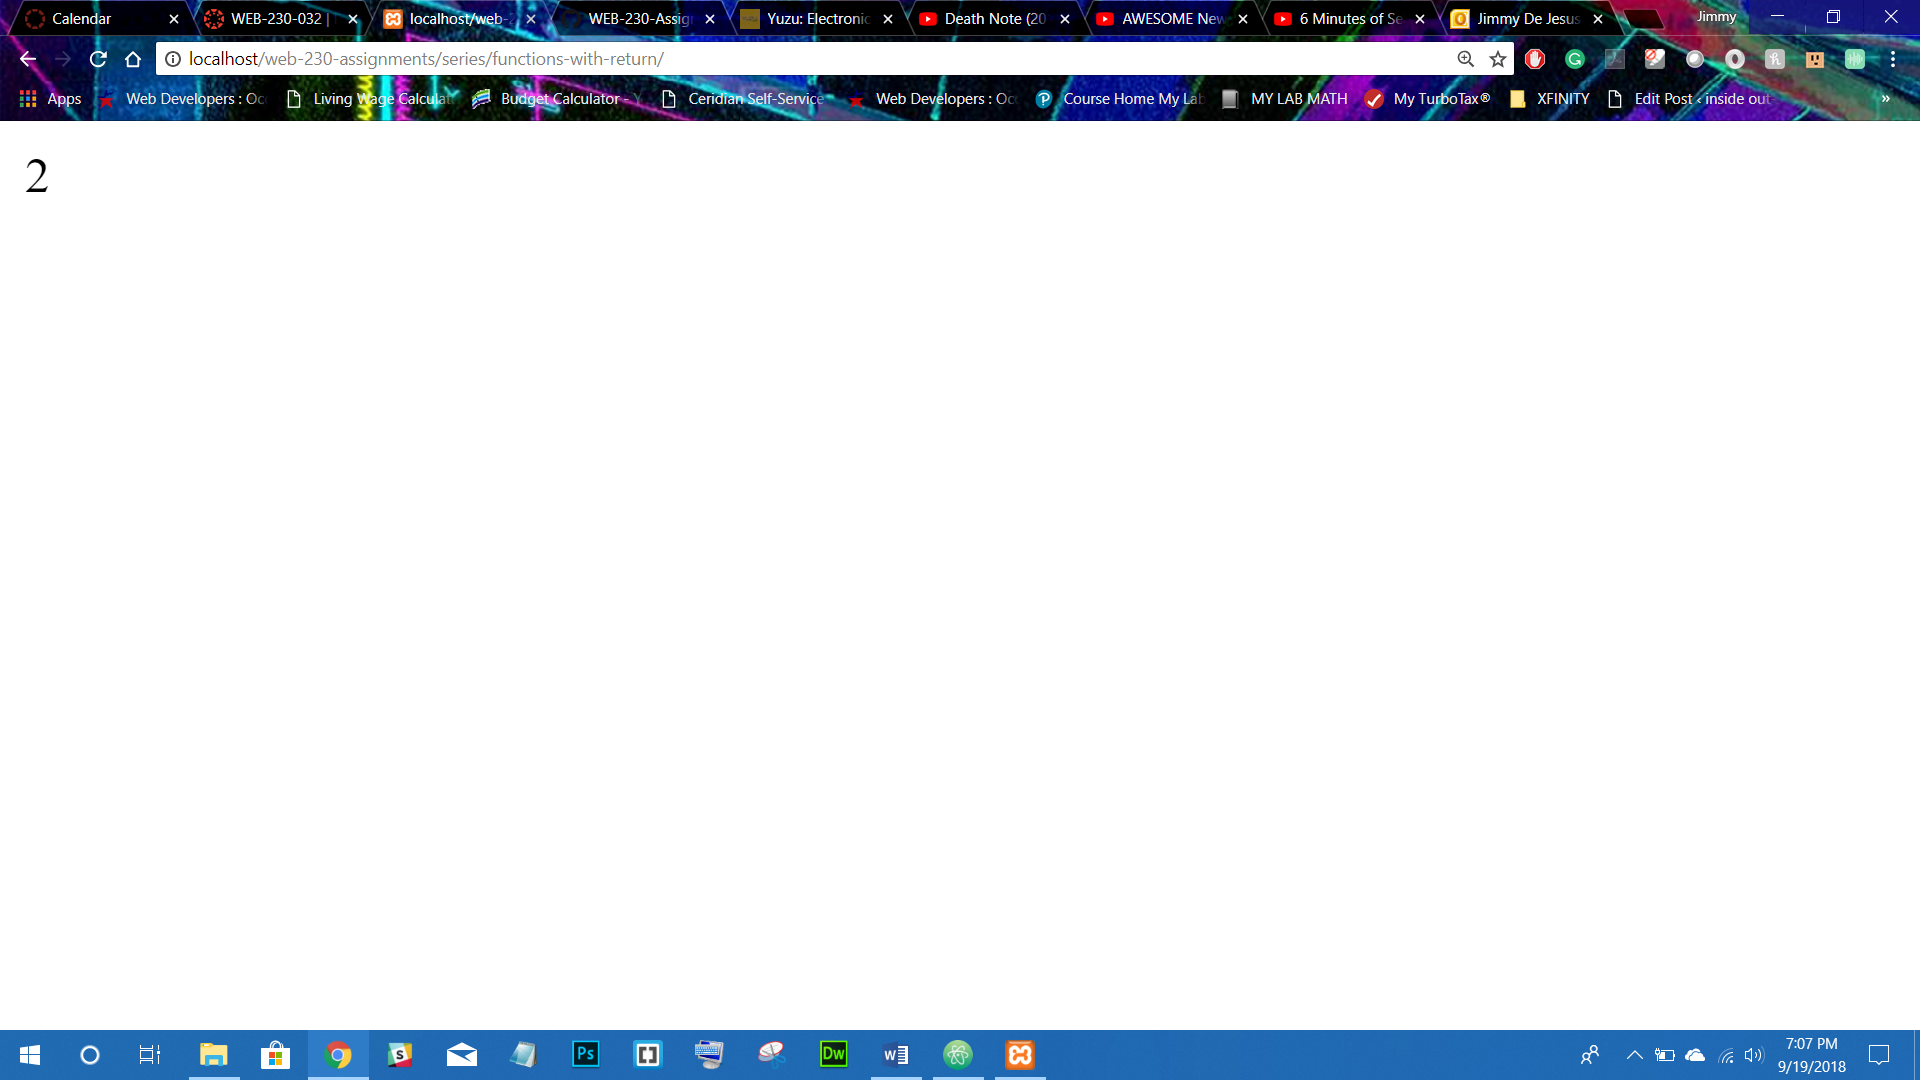 Calendar WEB-230-032 | localhost/web-2 WEB-230-Assig Yuzu: Electronic Death Note (20 AWESOME New 6 Minutes of Se Jimmy De Jesus Jimmy
localhost/web-230-assignments/series/functions-with-return/
Apps Web Developers : Occ Living Wage Calculat Budget Calculator - Y Ceridian Self-Service Web Developers : Occ Course Home My Lab MY LAB MATH My TurboTax® XFINITY Edit Post ‹ inside out »
2
7:07 PM
9/19/2018